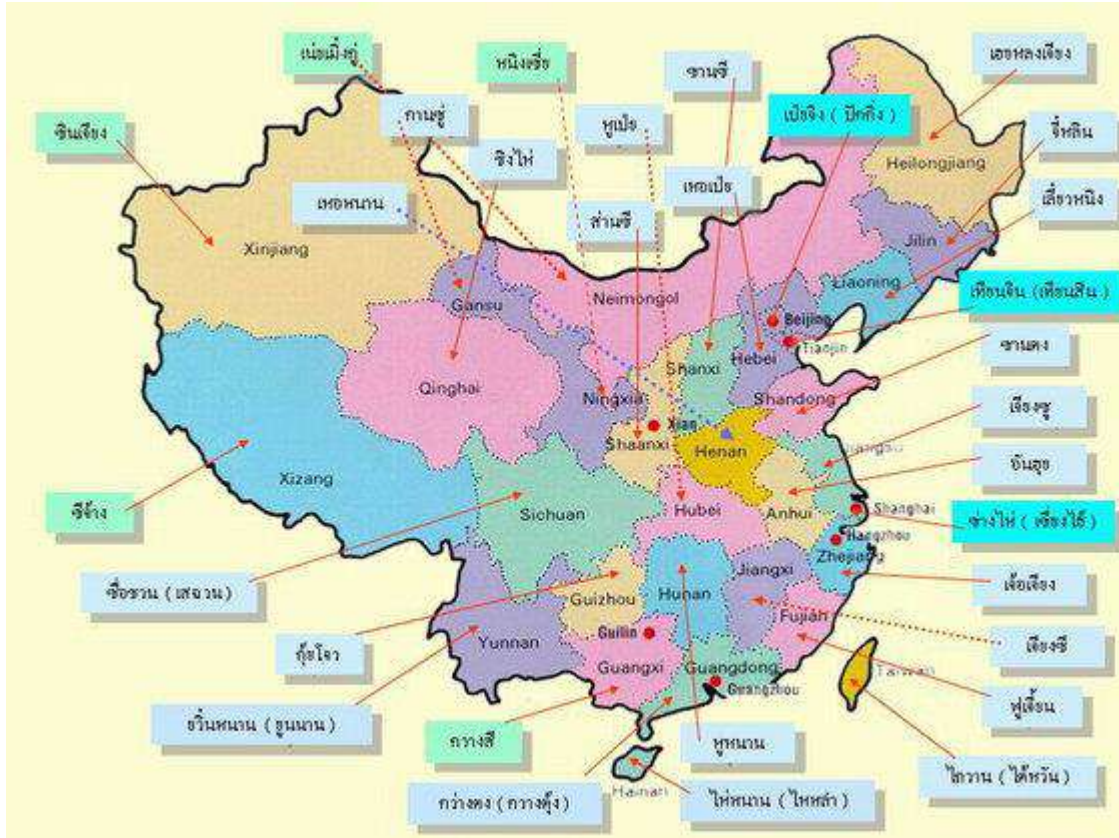 เน่ยเมิ่งกู่
หนิงเซี่ย
ซานซี
เฮยหลงเจียง
กานซู่
หูเป่ย
เป่ยจิง ( ปักกิ่ง )
ซินเจียง
จี๋หลิน
ชิงไห่
Heilongjiang
เหอเป่ย
เหอหนาน
ส่านซี
เลี่ยวหนิง
Xinjiang
Jilin
Liaoning
Gansu
Neimongol
เทียนจิน (เทียนสิน )
Beijing
Tianjin
Shanxi
Hebei
ซานตง
Qinghai
Ningxia
Shandong
เจียงซู
Xian
Shaanxi
Henan
Jiangsu
อันฮุย
Xizang
Sichuan
Hubei
Anhui
Shanghai
ซีจ้าง
ซ่างไห่ ( เซี่ยงไฮ้ )
Hangzhou
Zhejiang
Jiangxi
ซื่อชวน ( เสฉวน )
Guizhou
Hunan
เจ้อเจียง
Fujian
Guilin
Yunnan
กุ้ยโจว
เจียงซี
Guangxi
Guangdong
Taiwan
Guangzhou
ฟูเจี้ยน
ยวิ๋นหนาน ( ยูนนาน )
กวางสี
หูหนาน
ไถวาน ( ไต้หวัน )
Hainan
กว่างตง ( กวางตุ้ง )
ไห่หนาน ( ไหหลำ )